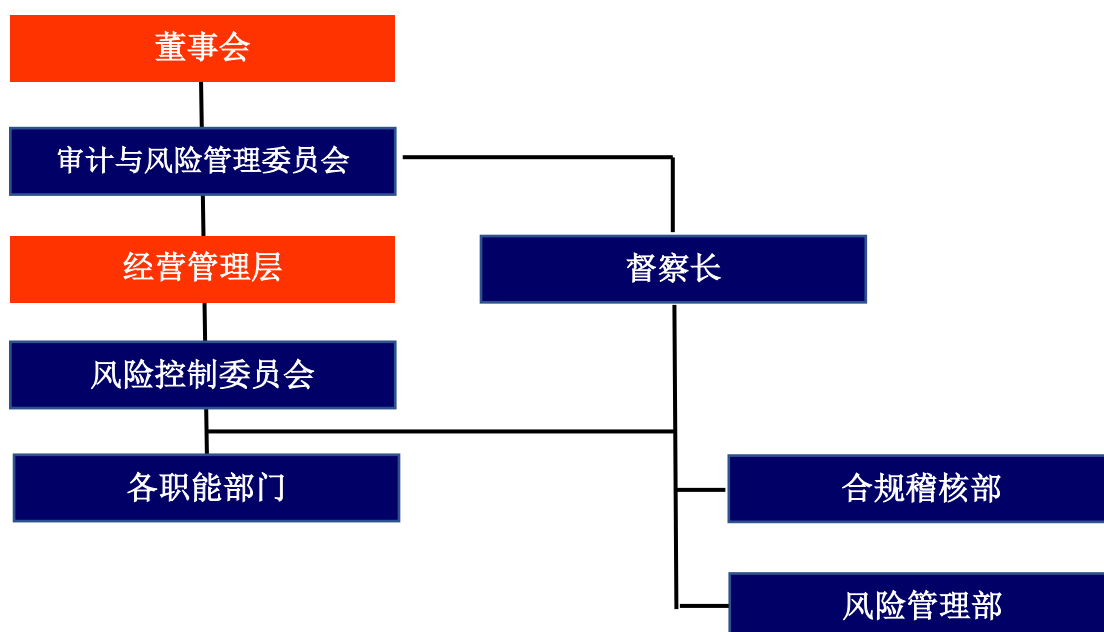 董事会
审计与风险管理委员会
经营管理层
督察长
风险控制委员会
各职能部门
合规稽核部
风险管理部